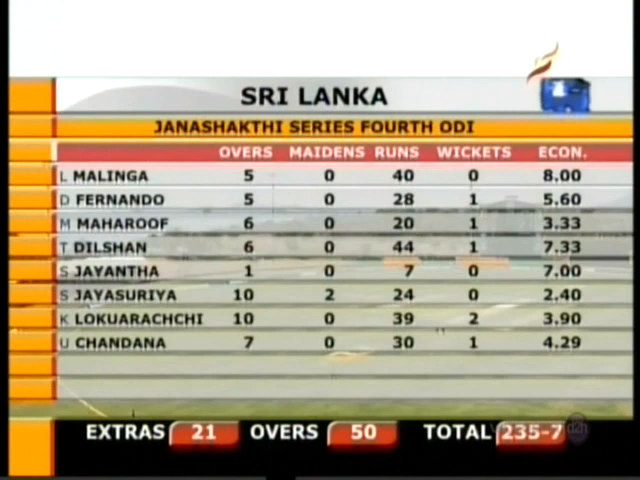 SRI LANKA
JANASHAKTHI SERIES FOURTH ODI
OVERS MAIDENS RUNS WICKETS ECON.
L MALINGA 5 0 40 0 8.00
D FERNANDO 5 0 28 1 5.60
M MAHAROOF 6 0 20 1 3.33
T DILSHAN 6 0 44 1 7.33
S JAYANTHA 1 0 7 0 7.00
S JAYASURIYA 10 2 24 0 2.40
K LOKUARACHCHI 10 0 39 2 3.90
U CHANDANA 7 0 30 1 4.29
EXTRAS 21 OVERS 50 TOTAL 235-7
d2h